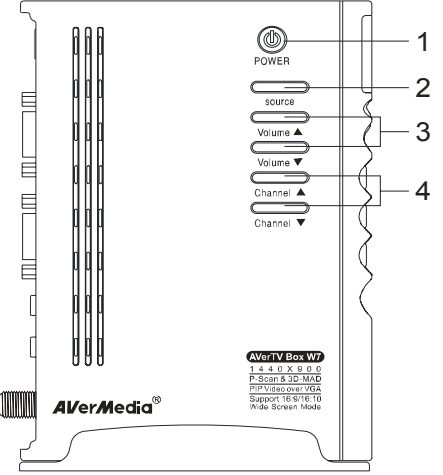 1
POWER
2
source
3
Volume ▲
Volume ▼
4
Channel ▲
Channel ▼
AVerTV Box W7
1440X900
P-Scan & 3D-MAD
PIP Video over VGA
Support 16:9/16:10
Wide Screen Mode
AVerMedia®